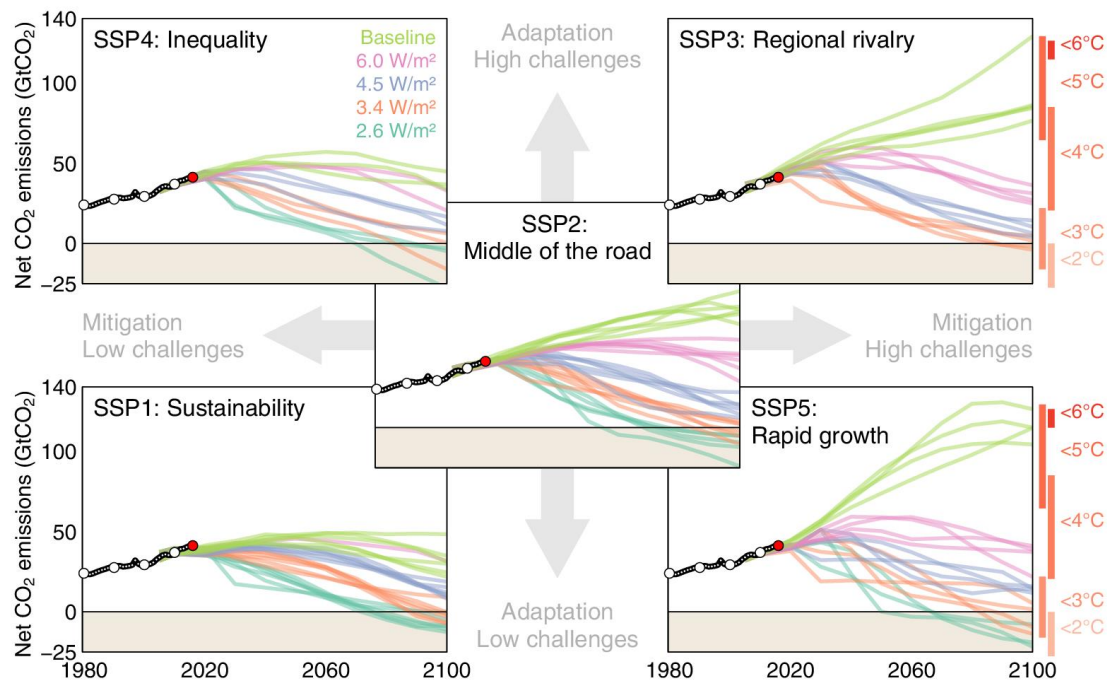 SSP4: Inequality
Baseline
6.0 W/m²
4.5 W/m²
3.4 W/m²
2.6 W/m²
140
100
50
0
−25
Net CO₂ emissions (GtCO₂)
Adaptation
High challenges
SSP3: Regional rivalry
1980
2020
2060
2100
<6°C
<5°C
<4°C
<3°C
<2°C
SSP2:
Middle of the road
Mitigation
Low challenges
Mitigation
High challenges
SSP1: Sustainability
140
100
50
0
−25
Net CO₂ emissions (GtCO₂)
1980
2020
2060
2100
Adaptation
Low challenges
SSP5:
Rapid growth
<6°C
<5°C
<4°C
<3°C
<2°C